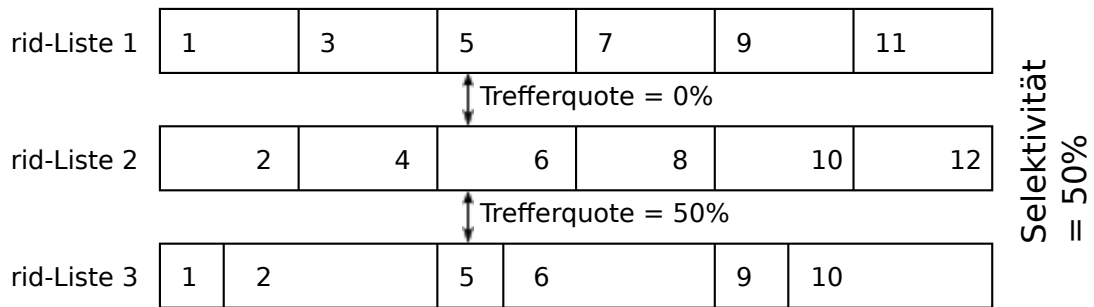 rid-Liste 1 1 3 5 7 9 11
Trefferquote = 0%
rid-Liste 2 2 4 6 8 10 12
Trefferquote = 50%
rid-Liste 3 1 2 5 6 9 10
Selektivität
= 50%